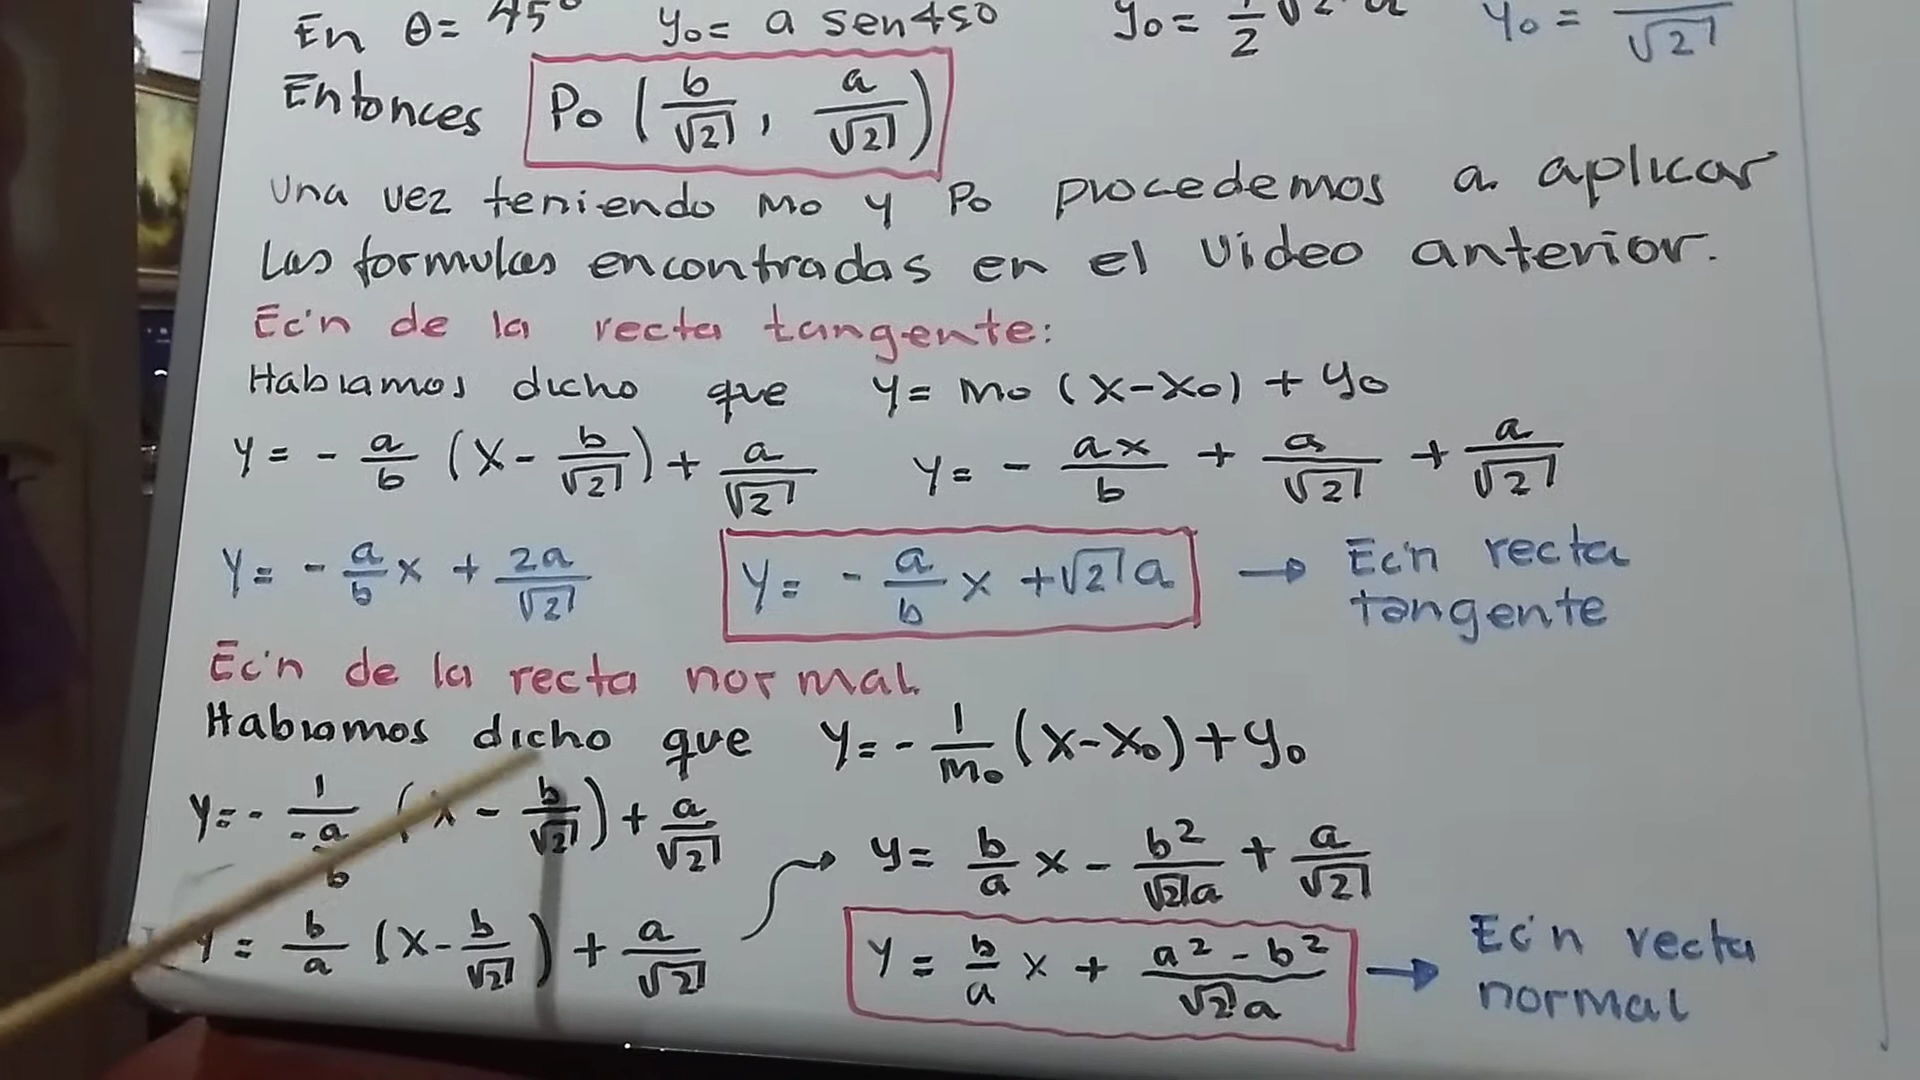 En θ= 45° y₀= a sen450 y₀= 1/2 √2 a y₀= /√2
Entonces P₀ (b/√2, a/√2)
Una vez teniendo m₀ y P₀ procedemos a aplicar
Las formulas encontradas en el video anterior.
Ec'n de la recta tangente:
Habiamos dicho que y= m₀ (x-x₀) + y₀
y= - a/b (x- b/√2)+ a/√2 y= - ax/b + a/√2 + a/√2
y= - a/b x + 2a/√2 y= - a/b x +√2 a → Ec'n recta tangente
Ec'n de la recta normal.
Habiamos dicho que y=- 1/m₀ (x-x₀)+y₀
y=- 1/-a/b (x - b/√2)+ a/√2
y= b/a x - b²/√2a + a/√2
y= b/a (x- b/√2) + a/√2
y= b/a x + a²-b²/√2a → Ec'n recta normal